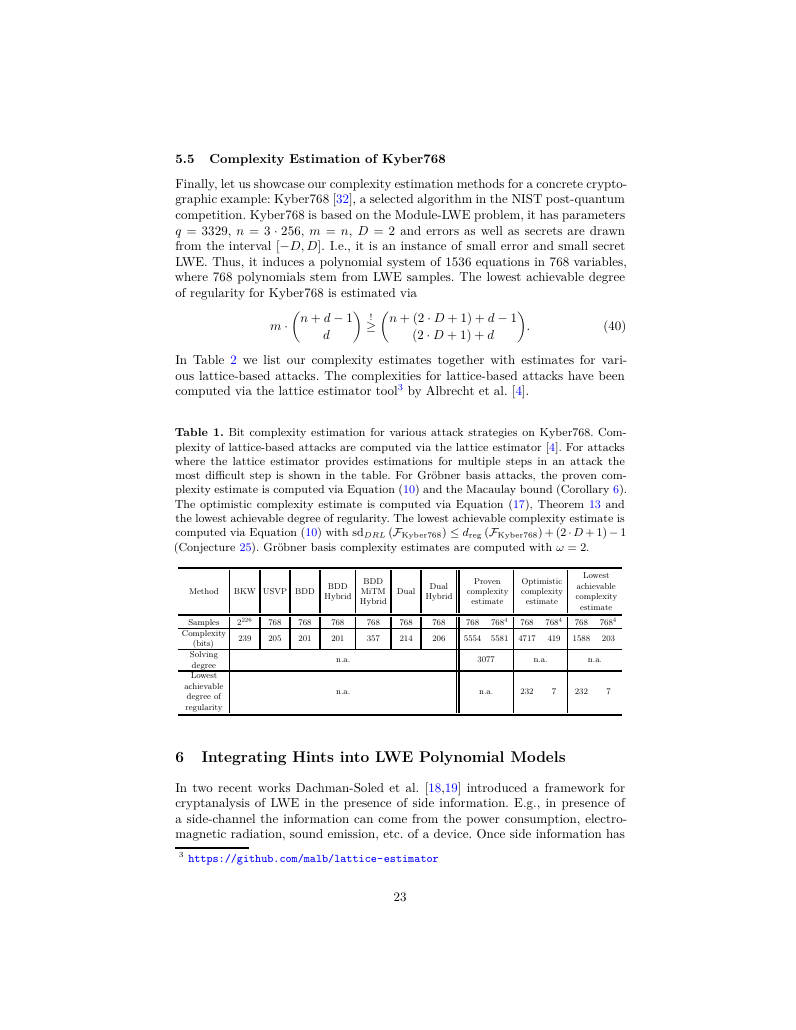 5.5 Complexity Estimation of Kyber768
Finally, let us showcase our complexity estimation methods for a concrete crypto-
graphic example: Kyber768 [32], a selected algorithm in the NIST post-quantum
competition. Kyber768 is based on the Module-LWE problem, it has parameters
q = 3329, n = 3 · 256, m = n, D = 2 and errors as well as secrets are drawn
from the interval [−D, D]. I.e., it is an instance of small error and small secret
LWE. Thus, it induces a polynomial system of 1536 equations in 768 variables,
where 768 polynomials stem from LWE samples. The lowest achievable degree
of regularity for Kyber768 is estimated via
m · (n + d − 1 d) ≥! (n + (2 · D + 1) + d − 1 (2 · D + 1) + d). (40)
In Table 2 we list our complexity estimates together with estimates for vari-
ous lattice-based attacks. The complexities for lattice-based attacks have been
computed via the lattice estimator tool³ by Albrecht et al. [4].
Table 1. Bit complexity estimation for various attack strategies on Kyber768. Com-
plexity of lattice-based attacks are computed via the lattice estimator [4]. For attacks
where the lattice estimator provides estimations for multiple steps in an attack the
most difficult step is shown in the table. For Gröbner basis attacks, the proven com-
plexity estimate is computed via Equation (10) and the Macaulay bound (Corollary 6).
The optimistic complexity estimate is computed via Equation (17), Theorem 13 and
the lowest achievable degree of regularity. The lowest achievable complexity estimate is
computed via Equation (10) with sd_DRL (F_Kyber768) ≤ d_reg (F_Kyber768) + (2 · D + 1) − 1
(Conjecture 25). Gröbner basis complexity estimates are computed with ω = 2.
Method BKW USVP BDD BDD Hybrid BDD MiTM Hybrid Dual Dual Hybrid Proven complexity estimate Optimistic complexity estimate Lowest achievable complexity estimate
Samples 2²²⁶ 768 768 768 768 768 768 768 768⁴ 768 768⁴ 768 768⁴
Complexity (bits) 239 205 201 201 357 214 206 5554 5581 4717 419 1588 203
Solving degree n.a. 3077 n.a. n.a.
Lowest achievable degree of regularity n.a. n.a. 232 7 232 7
6 Integrating Hints into LWE Polynomial Models
In two recent works Dachman-Soled et al. [18,19] introduced a framework for
cryptanalysis of LWE in the presence of side information. E.g., in presence of
a side-channel the information can come from the power consumption, electro-
magnetic radiation, sound emission, etc. of a device. Once side information has
³ https://github.com/malb/lattice-estimator
23